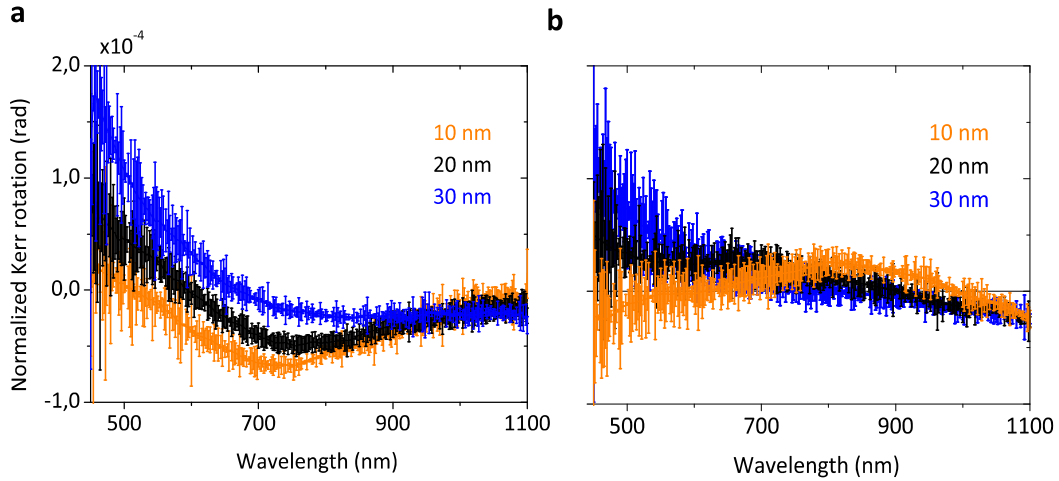 a
x10⁻⁴
2,0
1,0
0,0
-1,0
Normalized Kerr rotation (rad)
10 nm
20 nm
30 nm
500
700
900
1100
Wavelength (nm)
b
10 nm
20 nm
30 nm
500
700
900
1100
Wavelength (nm)